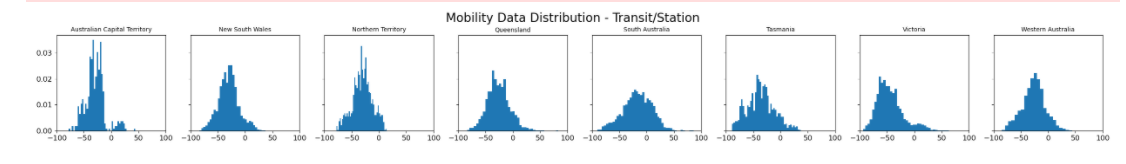 Mobility Data Distribution - Transit/Station
Australian Capital Territory New South Wales Northern Territory Queensland South Australia Tasmania Victoria Western Australia
0.03
0.02
0.01
0.00
−100 −50 0 50 100 −100 −50 0 50 100 −100 −50 0 50 100 −100 −50 0 50 100 −100 −50 0 50 100 −100 −50 0 50 100 −100 −50 0 50 100 −100 −50 0 50 100